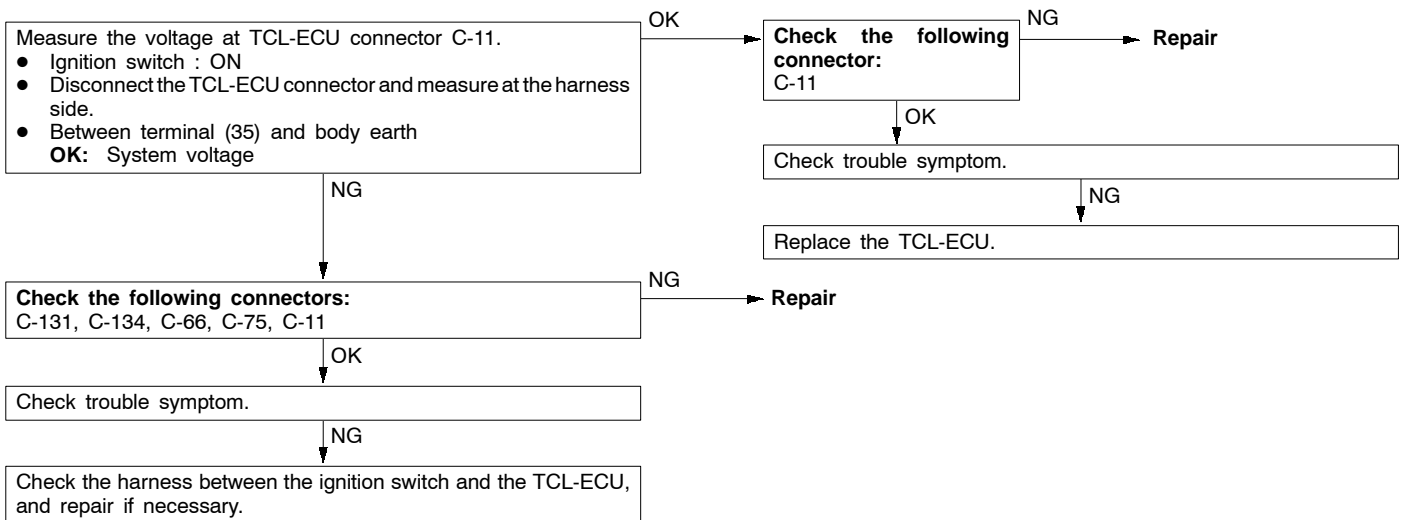 Measure the voltage at TCL-ECU connector C-11.
● Ignition switch : ON
● Disconnect the TCL-ECU connector and measure at the harness
side.
● Between terminal (35) and body earth
OK: System voltage
OK
Check the following
connector:
C-11
NG
Repair
OK
Check trouble symptom.
NG
Replace the TCL-ECU.
NG
Check the following connectors:
C-131, C-134, C-66, C-75, C-11
NG
Repair
OK
Check trouble symptom.
NG
Check the harness between the ignition switch and the TCL-ECU,
and repair if necessary.